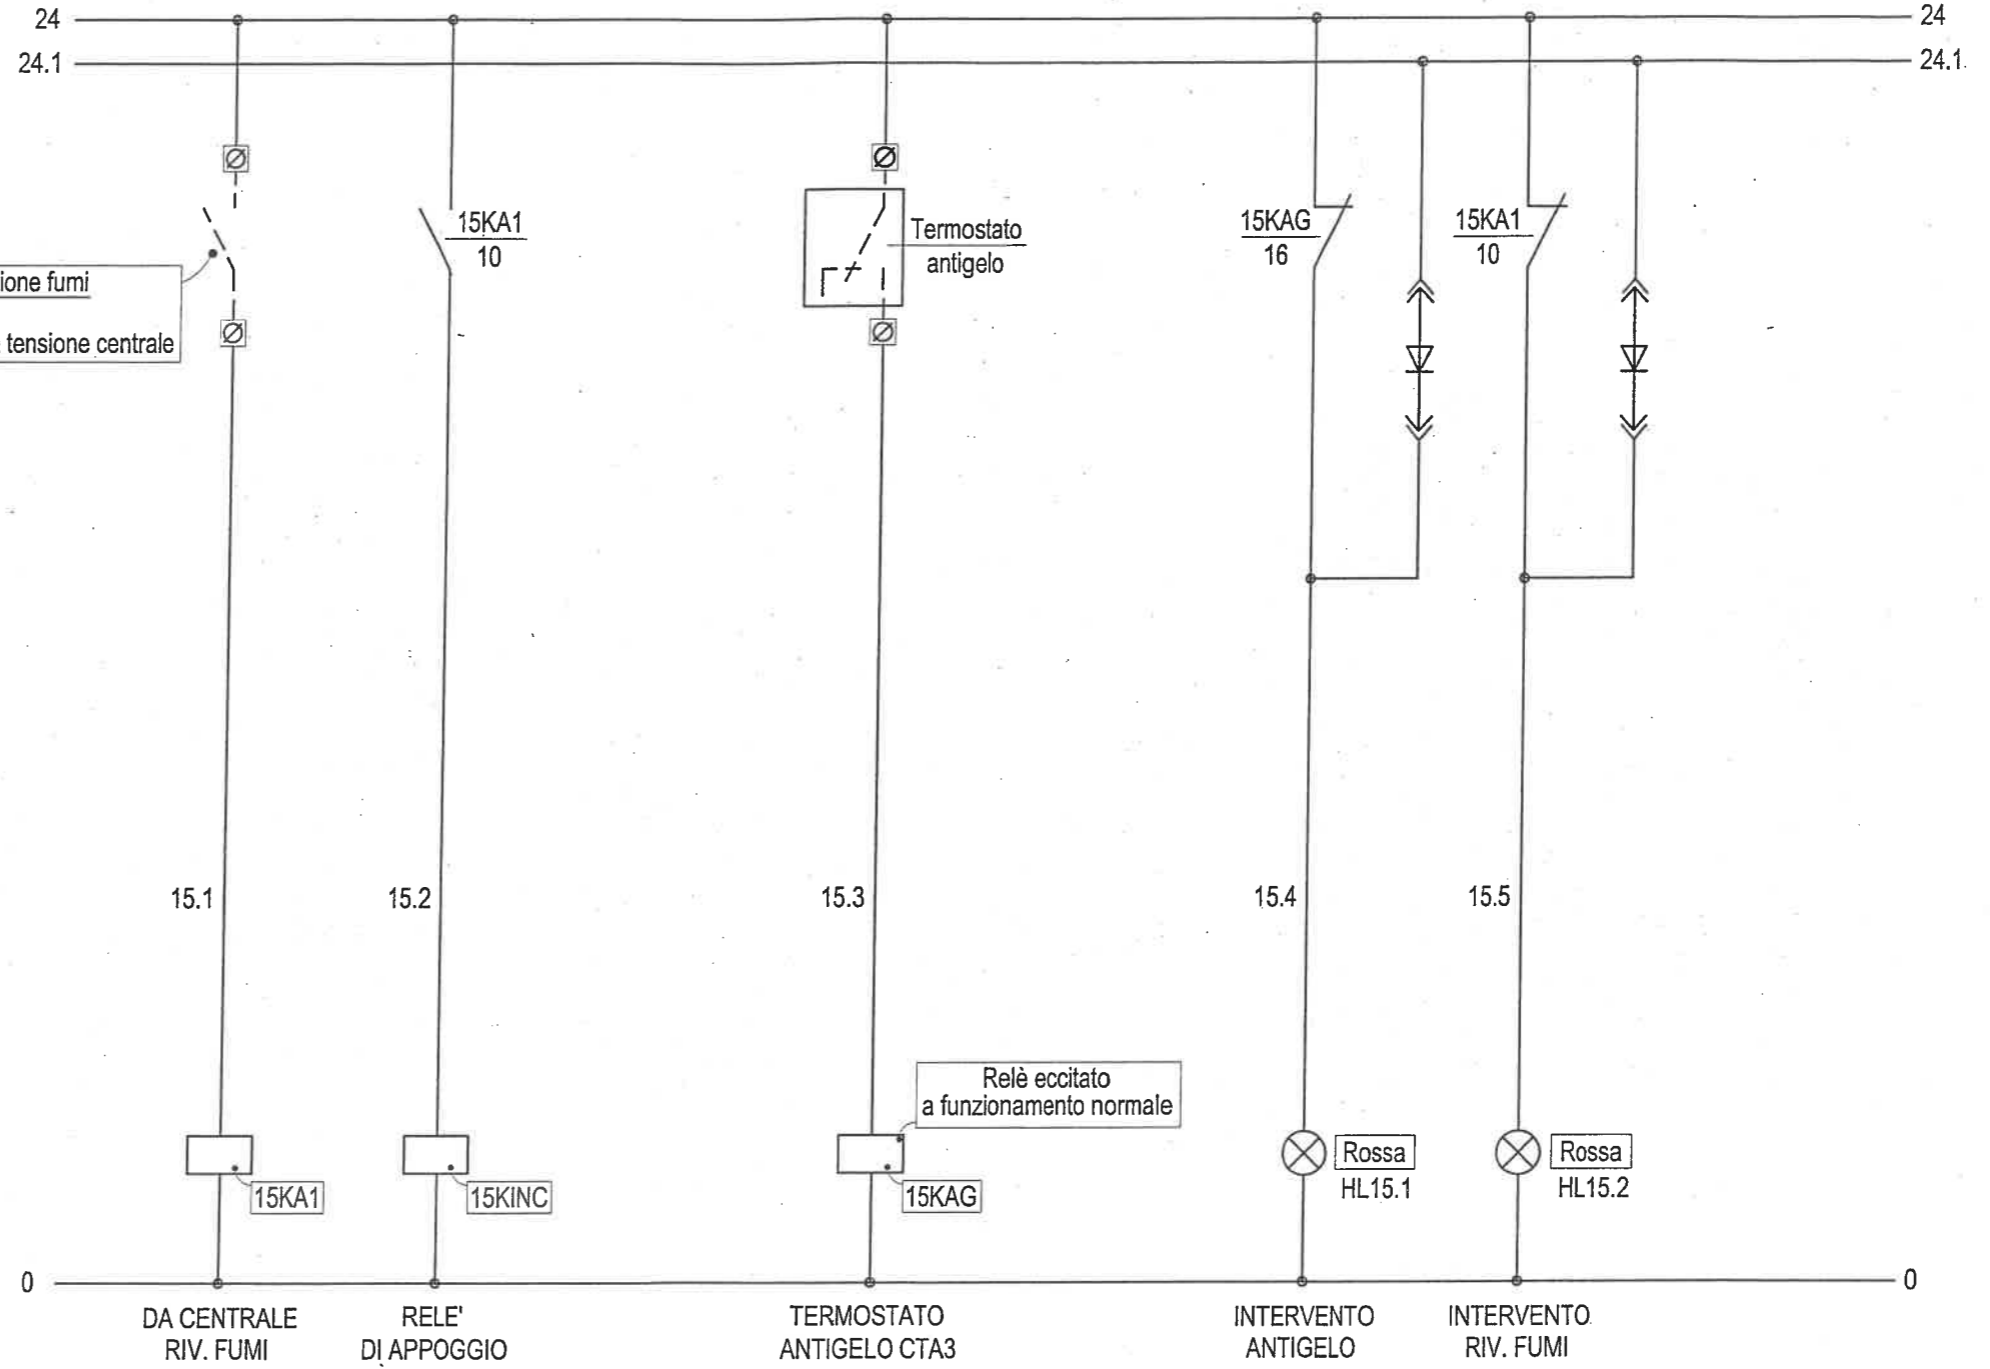 24
24
24.1
24.1
15KA1
10
Termostato
antigelo
15KAG
16
15KA1
10
ione fumi
tensione centrale
15.1
15.2
15.3
15.4
15.5
Relè eccitato
a funzionamento normale
Rossa
HL15.1
Rossa
HL15.2
15KA1
15KINC
15KAG
0
0
DA CENTRALE
RIV. FUMI
RELE'
DI APPOGGIO
TERMOSTATO
ANTIGELO CTA3
INTERVENTO
ANTIGELO
INTERVENTO
RIV. FUMI